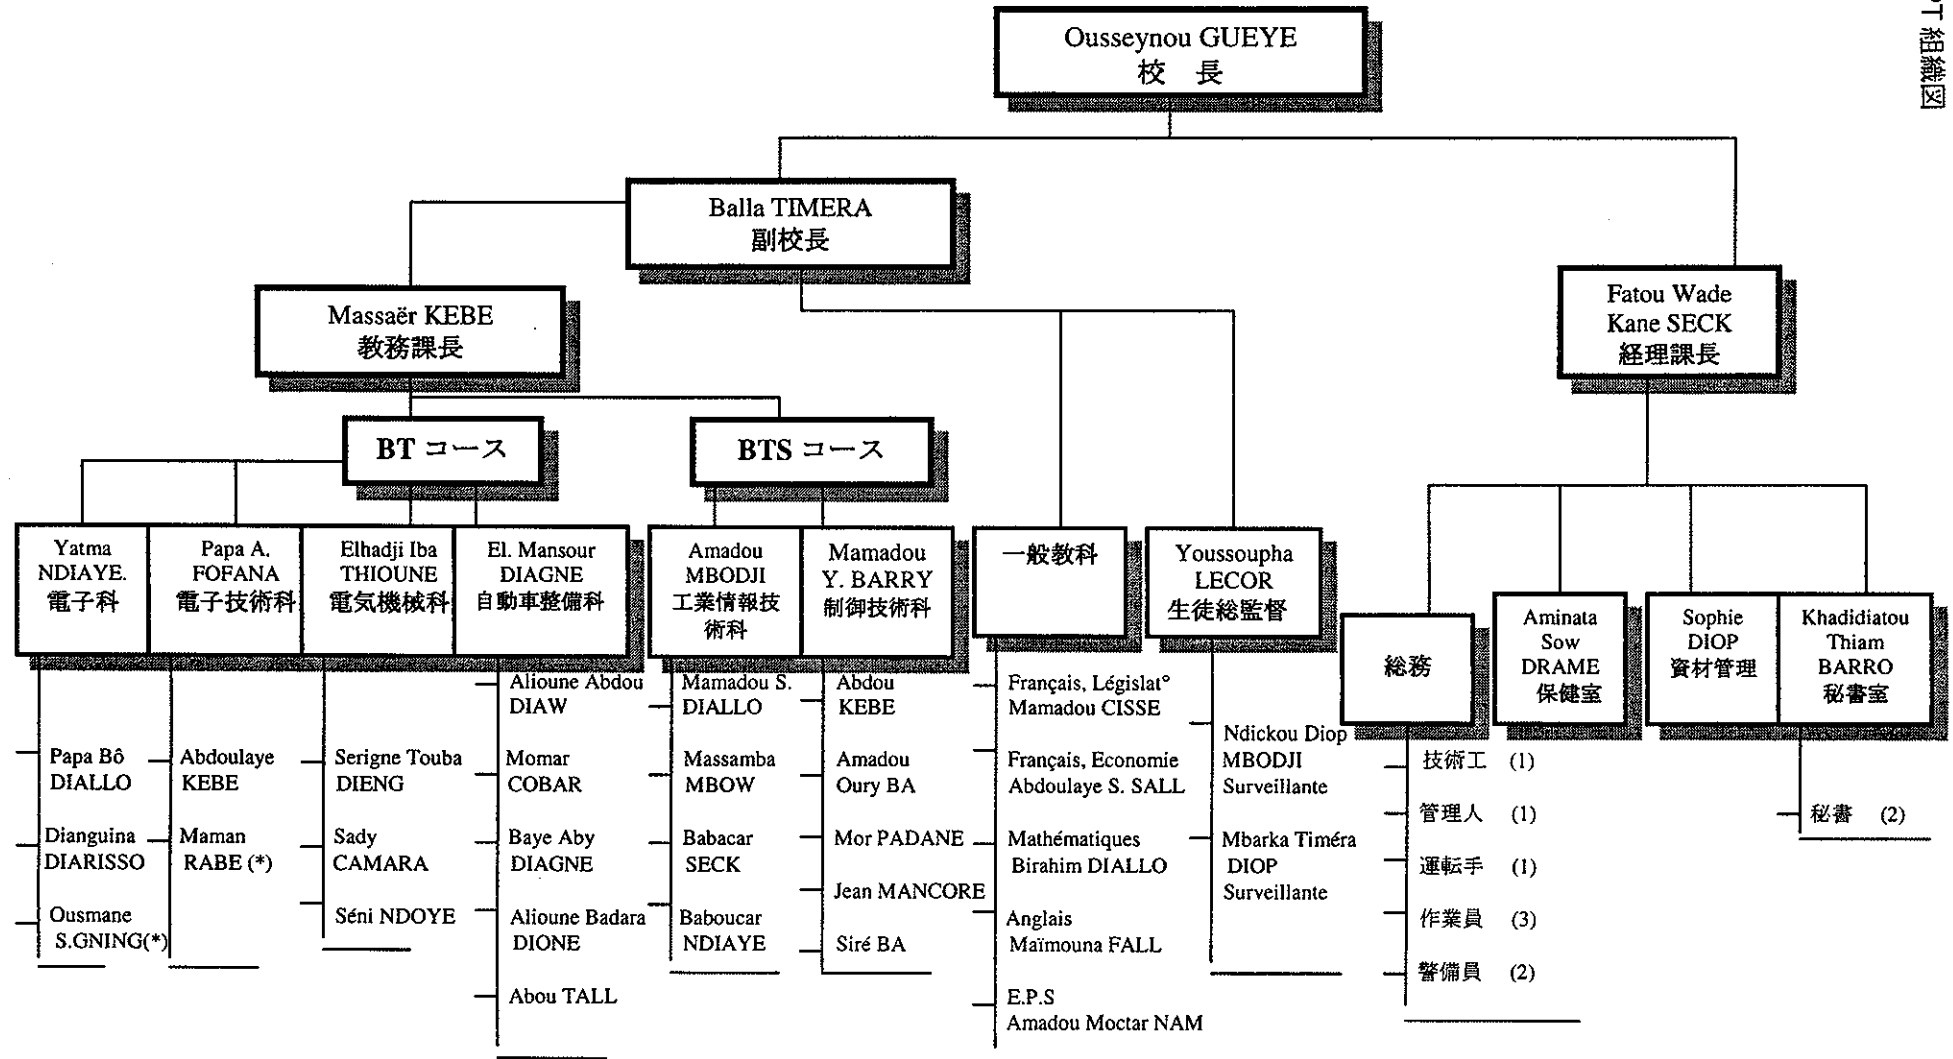 PT 組織図
Ousseynou GUEYE
校 長
Balla TIMERA
副校長
Massaër KEBE
教務課長
Fatou Wade
Kane SECK
経理課長
BT コース
BTS コース
Yatma
NDIAYE.
電子科
Papa A.
FOFANA
電子技術科
Elhadji Iba
THIOUNE
電気機械科
El. Mansour
DIAGNE
自動車整備科
Amadou
MBODJI
工業情報技
術科
Mamadou
Y. BARRY
制御技術科
一般教科
Youssoupha
LECOR
生徒総監督
総務
Aminata
Sow
DRAME
保健室
Sophie
DIOP
資材管理
Khadidiatou
Thiam
BARRO
秘書室
Papa Bô
DIALLO
Dianguina
DIARISSO
Ousmane
S.GNING(*)
Abdoulaye
KEBE
Maman
RABE (*)
Serigne Touba
DIENG
Sady
CAMARA
Séni NDOYE
Alioune Abdou
DIAW
Momar
COBAR
Baye Aby
DIAGNE
Alioune Badara
DIONE
Abou TALL
Mamadou S.
DIALLO
Massamba
MBOW
Babacar
SECK
Baboucar
NDIAYE
Abdou
KEBE
Amadou
Oury BA
Mor PADANE
Jean MANCORE
Siré BA
Français, Législat°
Mamadou CISSE
Français, Economie
Abdoulaye S. SALL
Mathématiques
Birahim DIALLO
Anglais
Maïmouna FALL
E.P.S
Amadou Moctar NAM
Ndickou Diop
MBODJI
Surveillante
Mbarka Timéra
DIOP
Surveillante
技術工 (1)
管理人 (1)
運転手 (1)
作業員 (3)
警備員 (2)
秘書 (2)